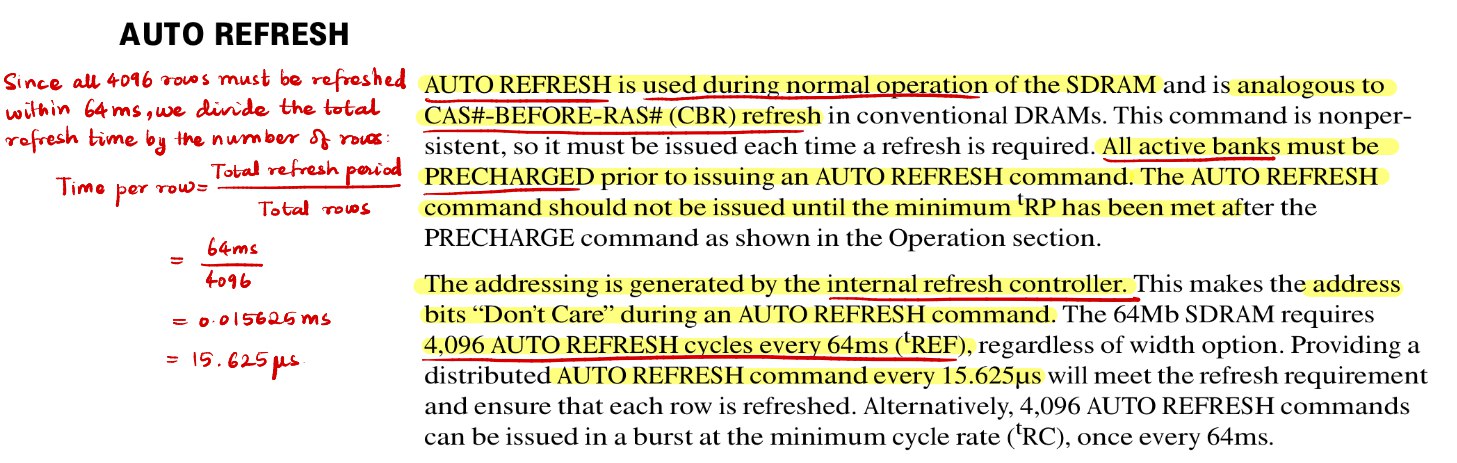 AUTO REFRESH
Since all 4096 rows must be refreshed
within 64ms, we divide the total
refresh time by the number of rows:
Time per row = Total refresh period / Total rows
= 64ms / 4096
= 0.015625 ms
= 15.625 µs
AUTO REFRESH is used during normal operation of the SDRAM and is analogous to
CAS#-BEFORE-RAS# (CBR) refresh in conventional DRAMs. This command is nonper-
sistent, so it must be issued each time a refresh is required. All active banks must be
PRECHARGED prior to issuing an AUTO REFRESH command. The AUTO REFRESH
command should not be issued until the minimum ᵗRP has been met after the
PRECHARGE command as shown in the Operation section.
The addressing is generated by the internal refresh controller. This makes the address
bits “Don’t Care” during an AUTO REFRESH command. The 64Mb SDRAM requires
4,096 AUTO REFRESH cycles every 64ms (ᵗREF), regardless of width option. Providing a
distributed AUTO REFRESH command every 15.625µs will meet the refresh requirement
and ensure that each row is refreshed. Alternatively, 4,096 AUTO REFRESH commands
can be issued in a burst at the minimum cycle rate (ᵗRC), once every 64ms.